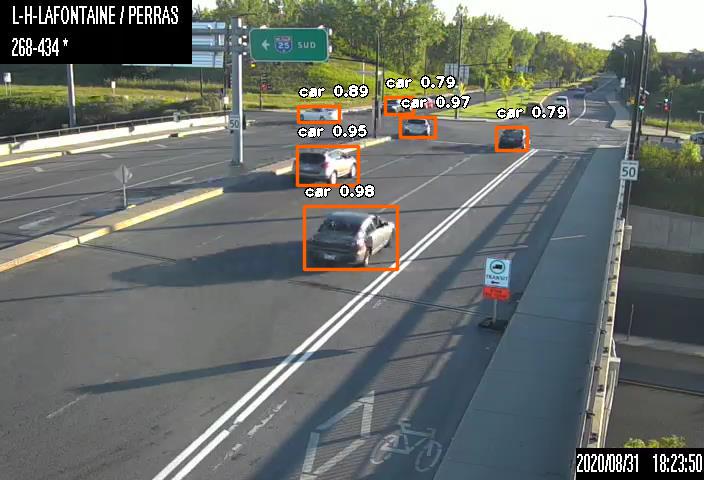 L-H-LAFONTAINE / PERRAS
268-434 *
25 SUD
car 0.79
car 0.89
car 0.97
car 0.79
car 0.95
50
50
car 0.98
TRANSIT
2020/08/31 18:23:50